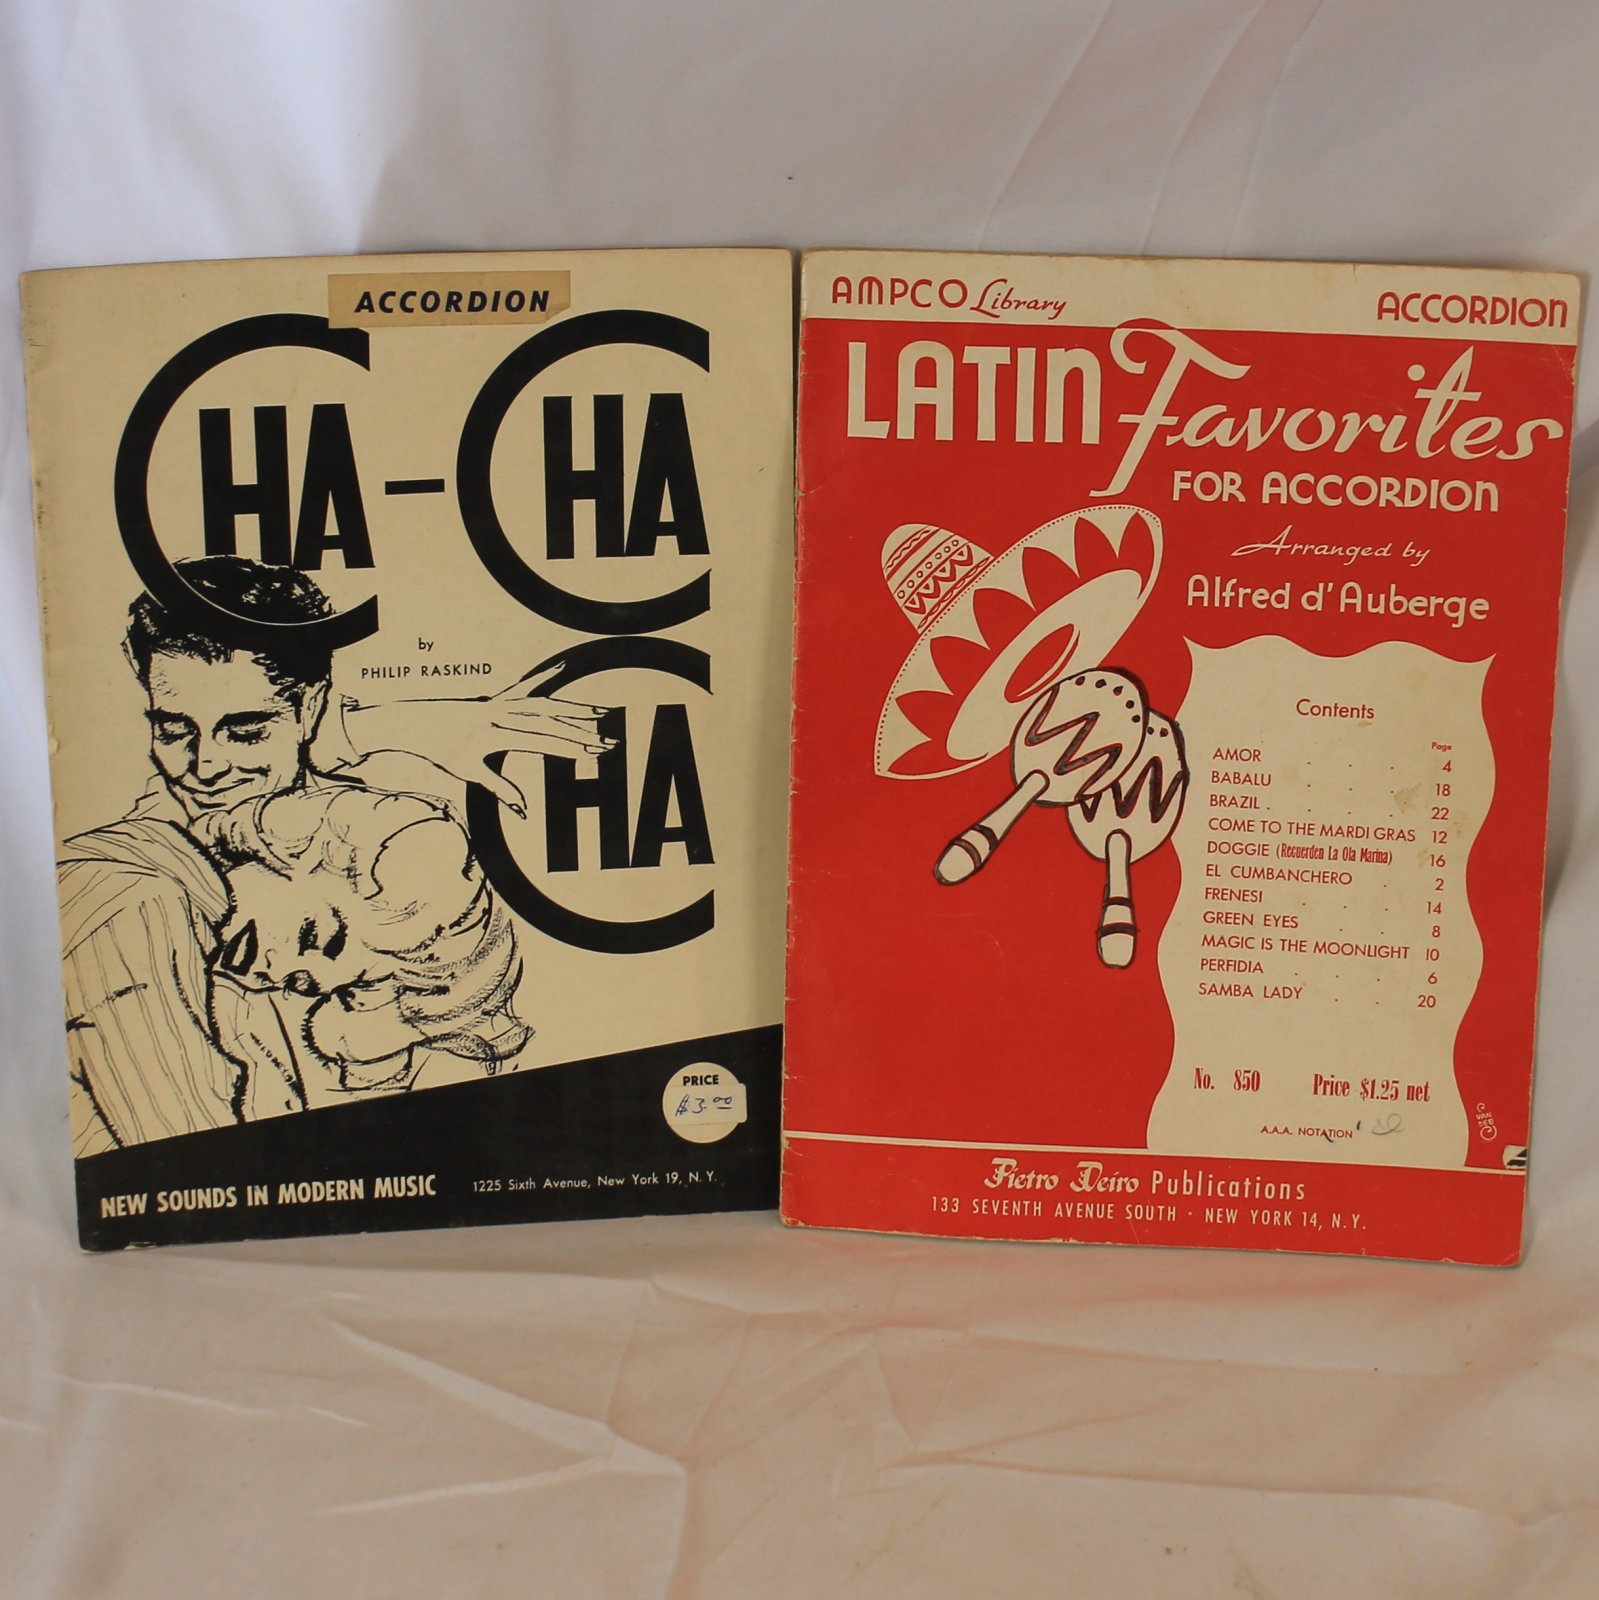 ACCORDION
CHA-CHA
CHA
by
PHILIP RASKIND
PRICE
$3.00
NEW SOUNDS IN MODERN MUSIC 1225 Sixth Avenue, New York 19, N. Y.
AMPCO Library ACCORDION
LATIN Favorites
FOR ACCORDION
Arranged by
Alfred d'Auberge
Contents
Page
AMOR . . . 4
BABALU . . . 18
BRAZIL . . . . 22
COME TO THE MARDI GRAS 12
DOGGIE (Recuerden La Ola Marina) 16
EL CUMBANCHERO . 2
FRENESI . . . 14
GREEN EYES . . 8
MAGIC IS THE MOONLIGHT 10
PERFIDIA . . . 6
SAMBA LADY . . 20
No. 850 Price $1.25 net
A.A.A. NOTATION
Pietro Deiro Publications
133 SEVENTH AVENUE SOUTH · NEW YORK 14, N.Y.